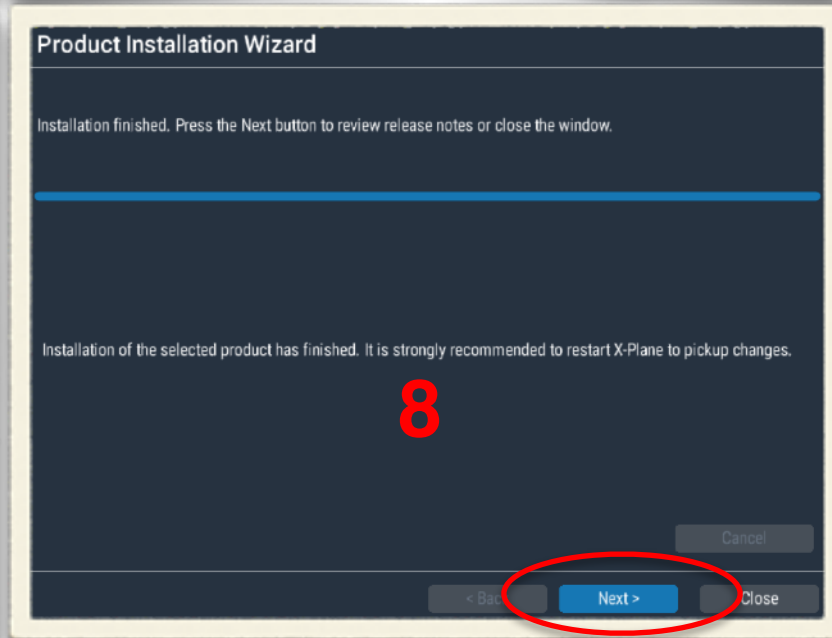 Product Installation Wizard
Installation finished. Press the Next button to review release notes or close the window.
Installation of the selected product has finished. It is strongly recommended to restart X-Plane to pickup changes.
8
Cancel
< Back Next > Close